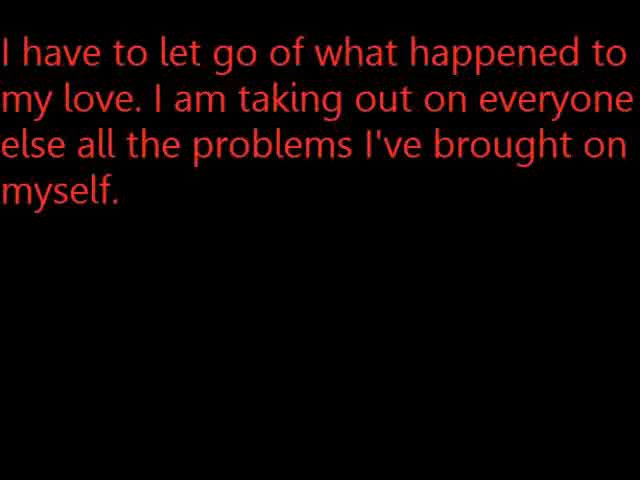 I have to let go of what happened to
my love. I am taking out on everyone
else all the problems I've brought on
myself.